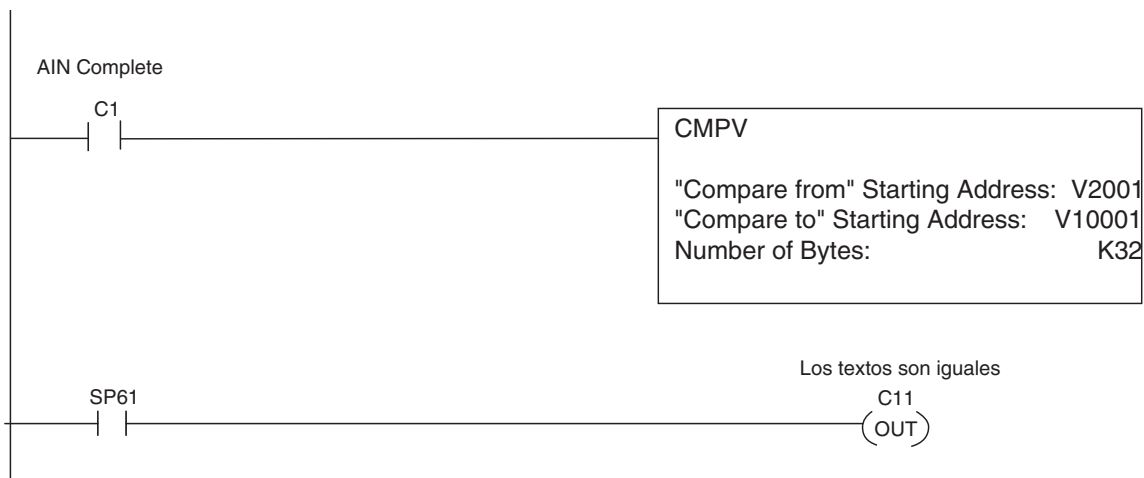 AIN Complete
C1
CMPV
"Compare from" Starting Address: V2001
"Compare to" Starting Address: V10001
Number of Bytes: K32
Los textos son iguales
SP61
C11
OUT